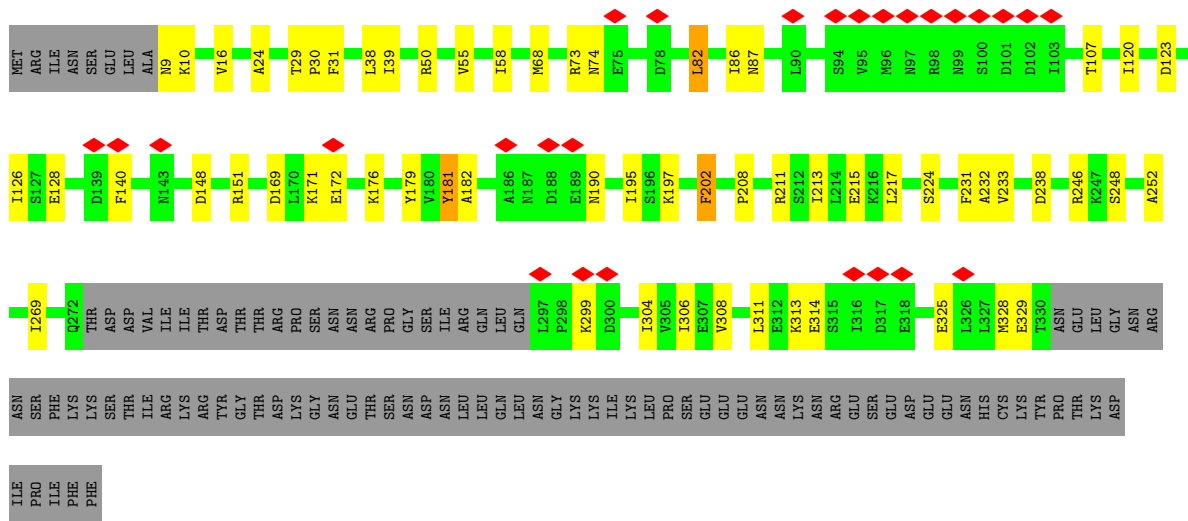 MET ARG ILE ASN SER GLU LEU ALA N9 K10 V16 A24 T29 P30 F31 L38 I39 R50 V55 I58 M68 R73 N74 E75 D78 L82 I86 N87 L90 S94 V95 M96 N97 R98 N99 S100 D101 D102 I103 T107 I120 D123
I126 S127 E128 D139 F140 N143 D148 R151 D169 L170 K171 E172 K176 Y179 V180 Y181 A182 A186 N187 D188 E189 N190 I195 S196 K197 F202 P208 R211 S212 I213 L214 E215 K216 L217 S224 F231 A232 V233 D238 R246 K247 S248 A252
I269 Q272 THR ASP ASP VAL ILE ILE THR ASP THR THR ARG PRO SER ASN ASN ARG PRO GLY SER ILE ARG GLN LEU GLN L297 P298 K299 D300 I304 V305 I306 E307 V308 L311 E312 K313 E314 S315 I316 D317 E318 E325 L326 L327 M328 E329 T330 ASN GLU LEU GLY ASN ARG
ASN SER PHE LYS LYS SER THR ILE ARG LYS ARG TYR GLY THR ASP LYS GLY ASN GLU THR SER ASN ASP ASN LEU LEU GLN LEU ASN GLY LYS LYS ILE LYS LEU PRO SER GLU GLU GLU ASN ASN LYS ASN ARG GLU SER GLU ASP GLU GLU ASN HIS CYS LYS TYR PRO THR LYS ASP
ILE PRO ILE PHE PHE